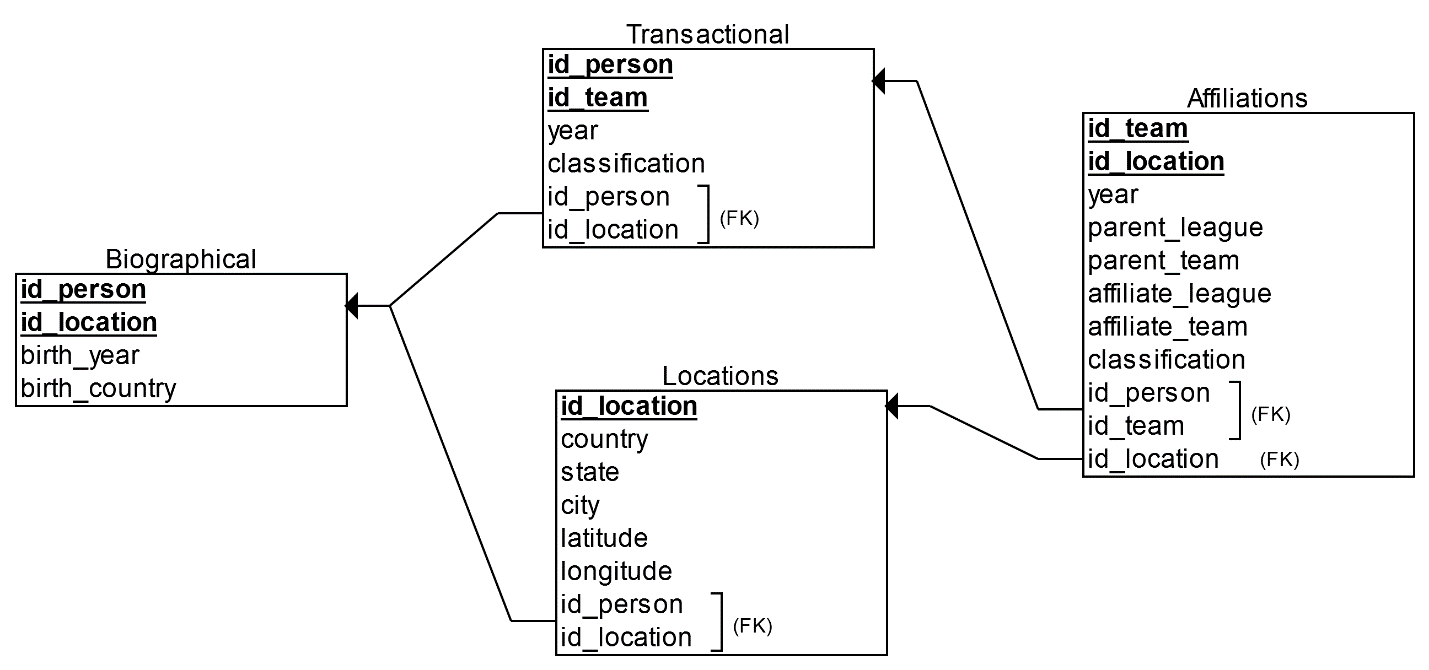 Transactional
id_person
id_team
year
classification
id_person
id_location
(FK)
Biographical
id_person
id_location
birth_year
birth_country
Locations
id_location
country
state
city
latitude
longitude
id_person
id_location
(FK)
Affiliations
id_team
id_location
year
parent_league
parent_team
affiliate_league
affiliate_team
classification
id_person
id_team
(FK)
id_location (FK)